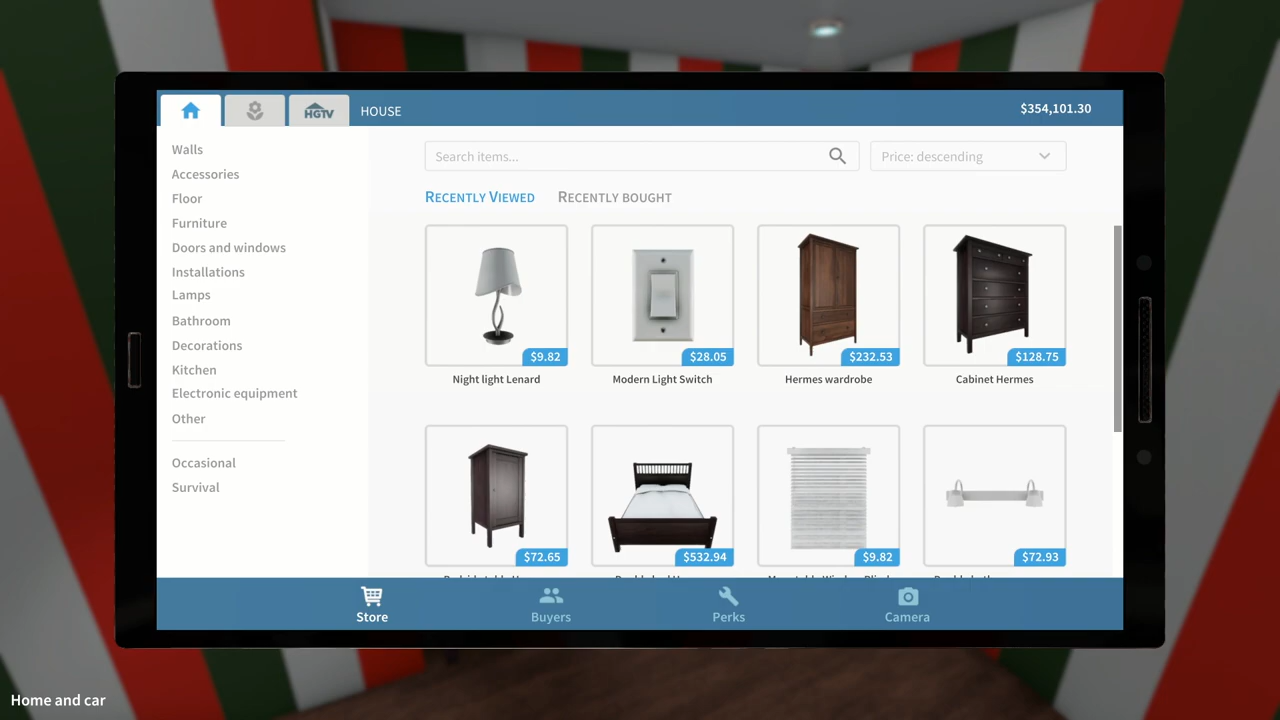 HGTV
HOUSE
$354,101.30
Walls
Accessories
Floor
Furniture
Doors and windows
Installations
Lamps
Bathroom
Decorations
Kitchen
Electronic equipment
Other
Occasional
Survival
Search items...
Price: descending
RECENTLY VIEWED
RECENTLY BOUGHT
$9.82
$28.05
$232.53
$128.75
Night light Lenard
Modern Light Switch
Hermes wardrobe
Cabinet Hermes
$72.65
$532.94
$9.82
$72.93
Store
Buyers
Perks
Camera
Home and car